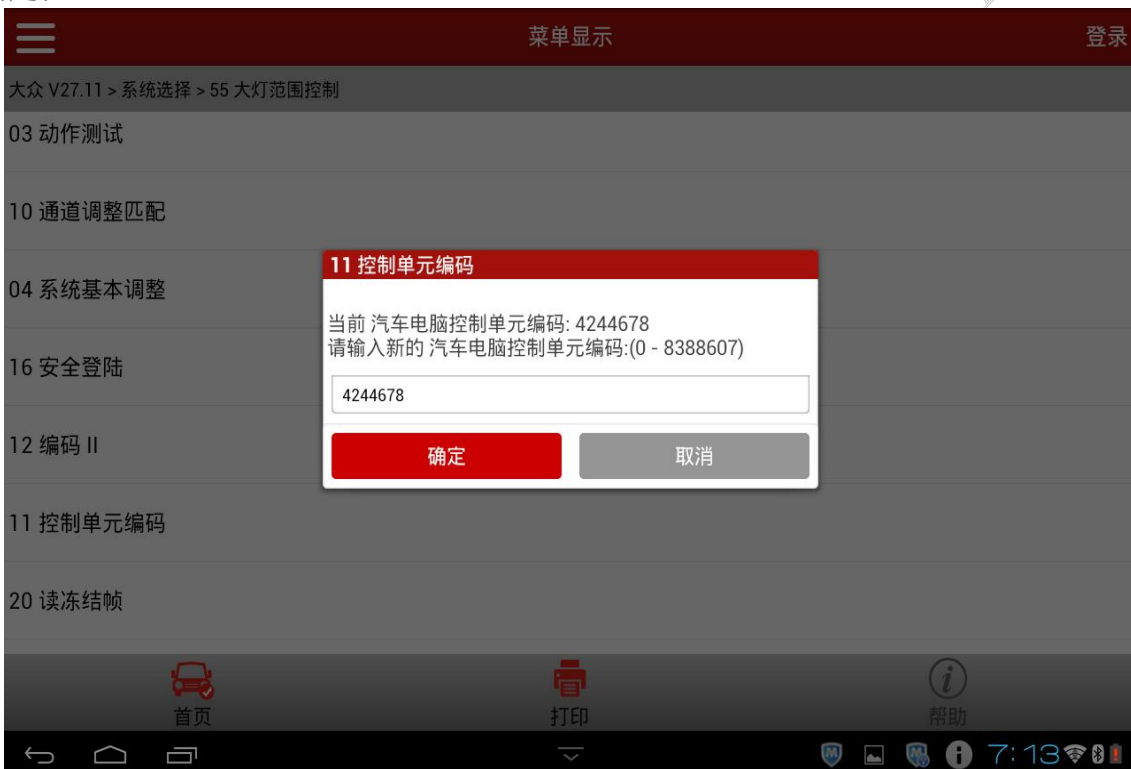 菜单显示
登录
大众 V27.11 > 系统选择 > 55 大灯范围控制
03 动作测试
10 通道调整匹配
04 系统基本调整
16 安全登陆
12 编码 II
11 控制单元编码
20 读冻结帧
11 控制单元编码
当前 汽车电脑控制单元编码: 4244678
请输入新的 汽车电脑控制单元编码:(0 - 8388607)
4244678
确定
取消
首页
打印
帮助
7:13